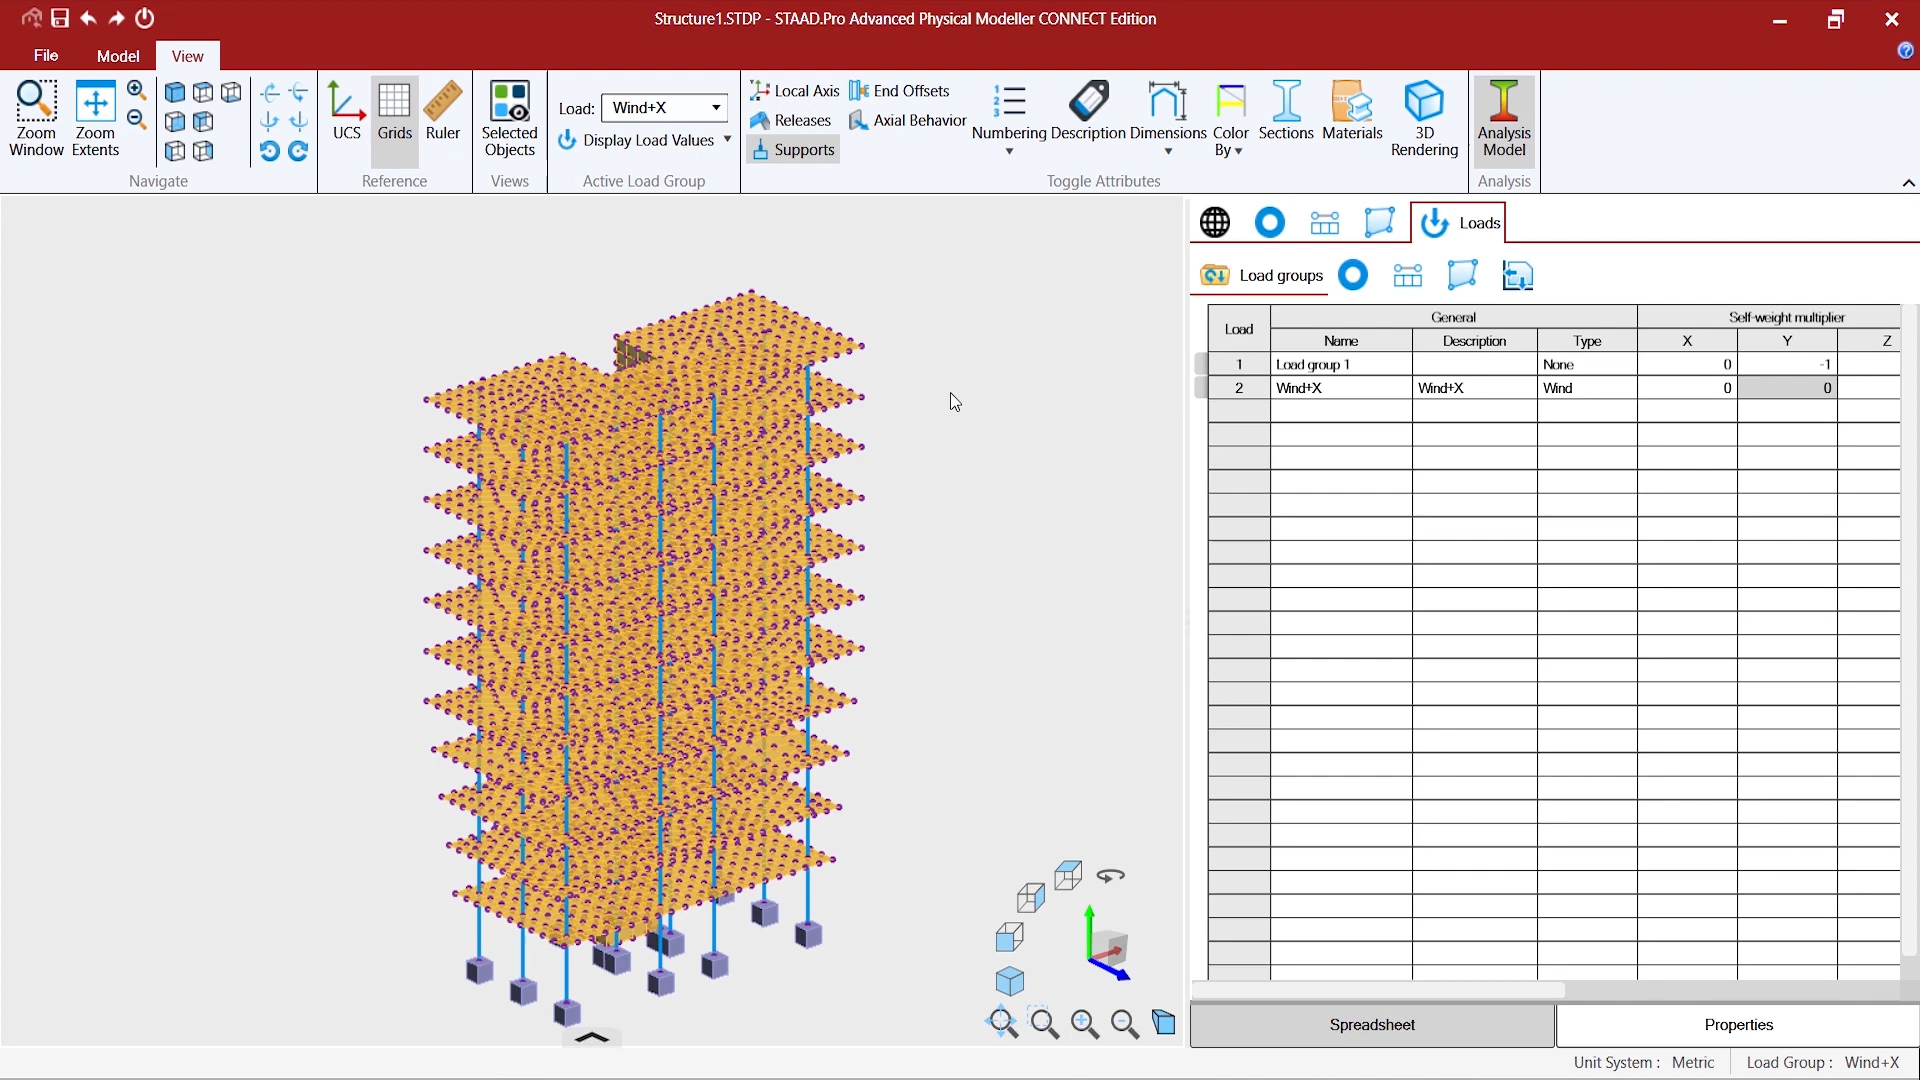 Structure1.STDP - STAAD.Pro Advanced Physical Modeller CONNECT Edition
File Model View
Zoom Window
Zoom Extents
Navigate
UCS
Grids
Ruler
Reference
Selected Objects
Views
Load: Wind+X
Display Load Values
Active Load Group
Local Axis
Releases
Supports
End Offsets
Axial Behavior
Numbering
Description
Dimensions
Color By
Sections
Materials
3D Rendering
Toggle Attributes
Analysis Model
Analysis
Loads
Load groups
Load General Self-weight multiplier
Name Description Type X Y Z
1 Load group 1 None 0 -1
2 Wind+X Wind+X Wind 0 0
Spreadsheet Properties
Unit System : Metric Load Group : Wind+X